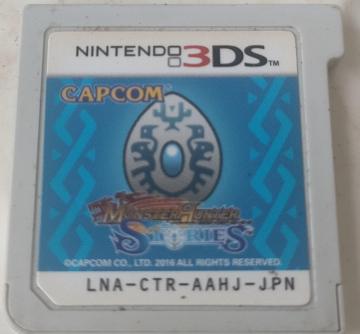 NINTENDO 3DS
CAPCOM
MONSTER HUNTER
STORIES
©CAPCOM CO., LTD. 2016 ALL RIGHTS RESERVED.
LNA-CTR-AAHJ-JPN